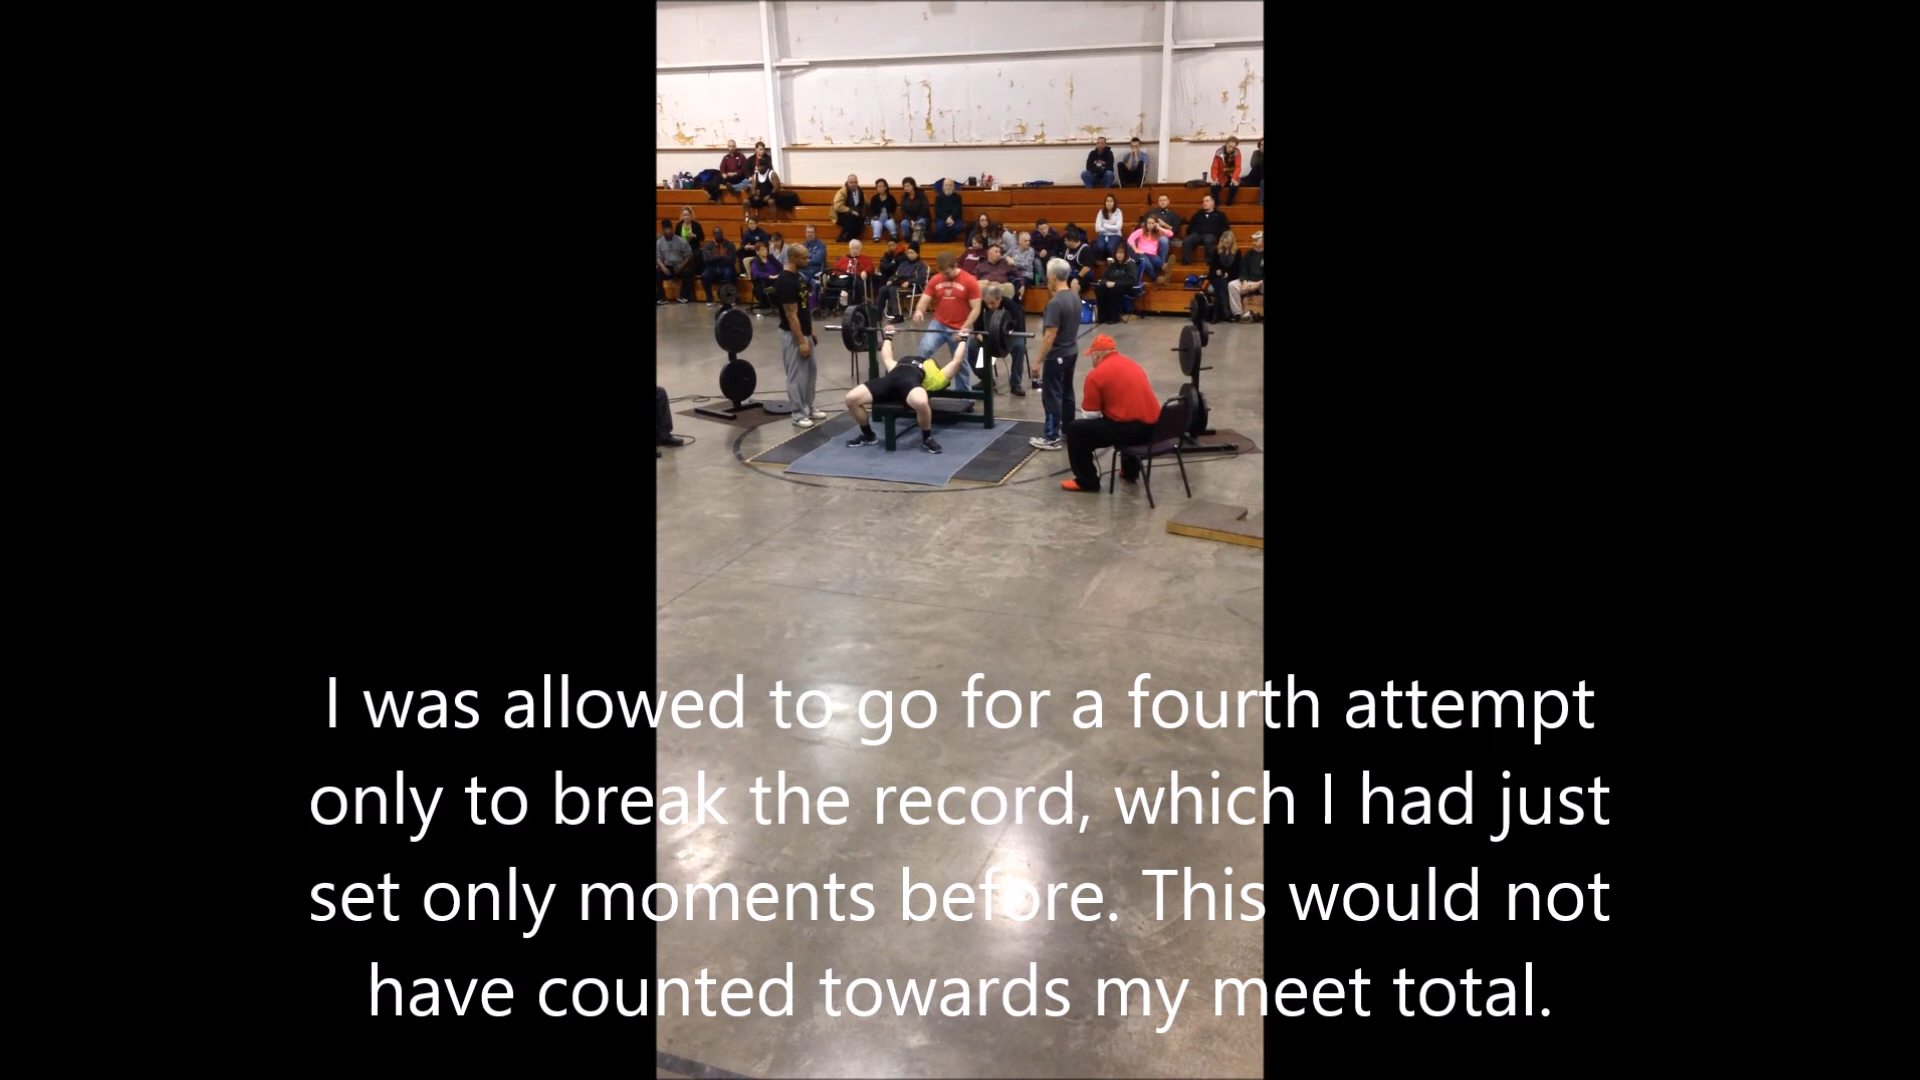 I was allowed to go for a fourth attempt
only to break the record, which I had just
set only moments before. This would not
have counted towards my meet total.